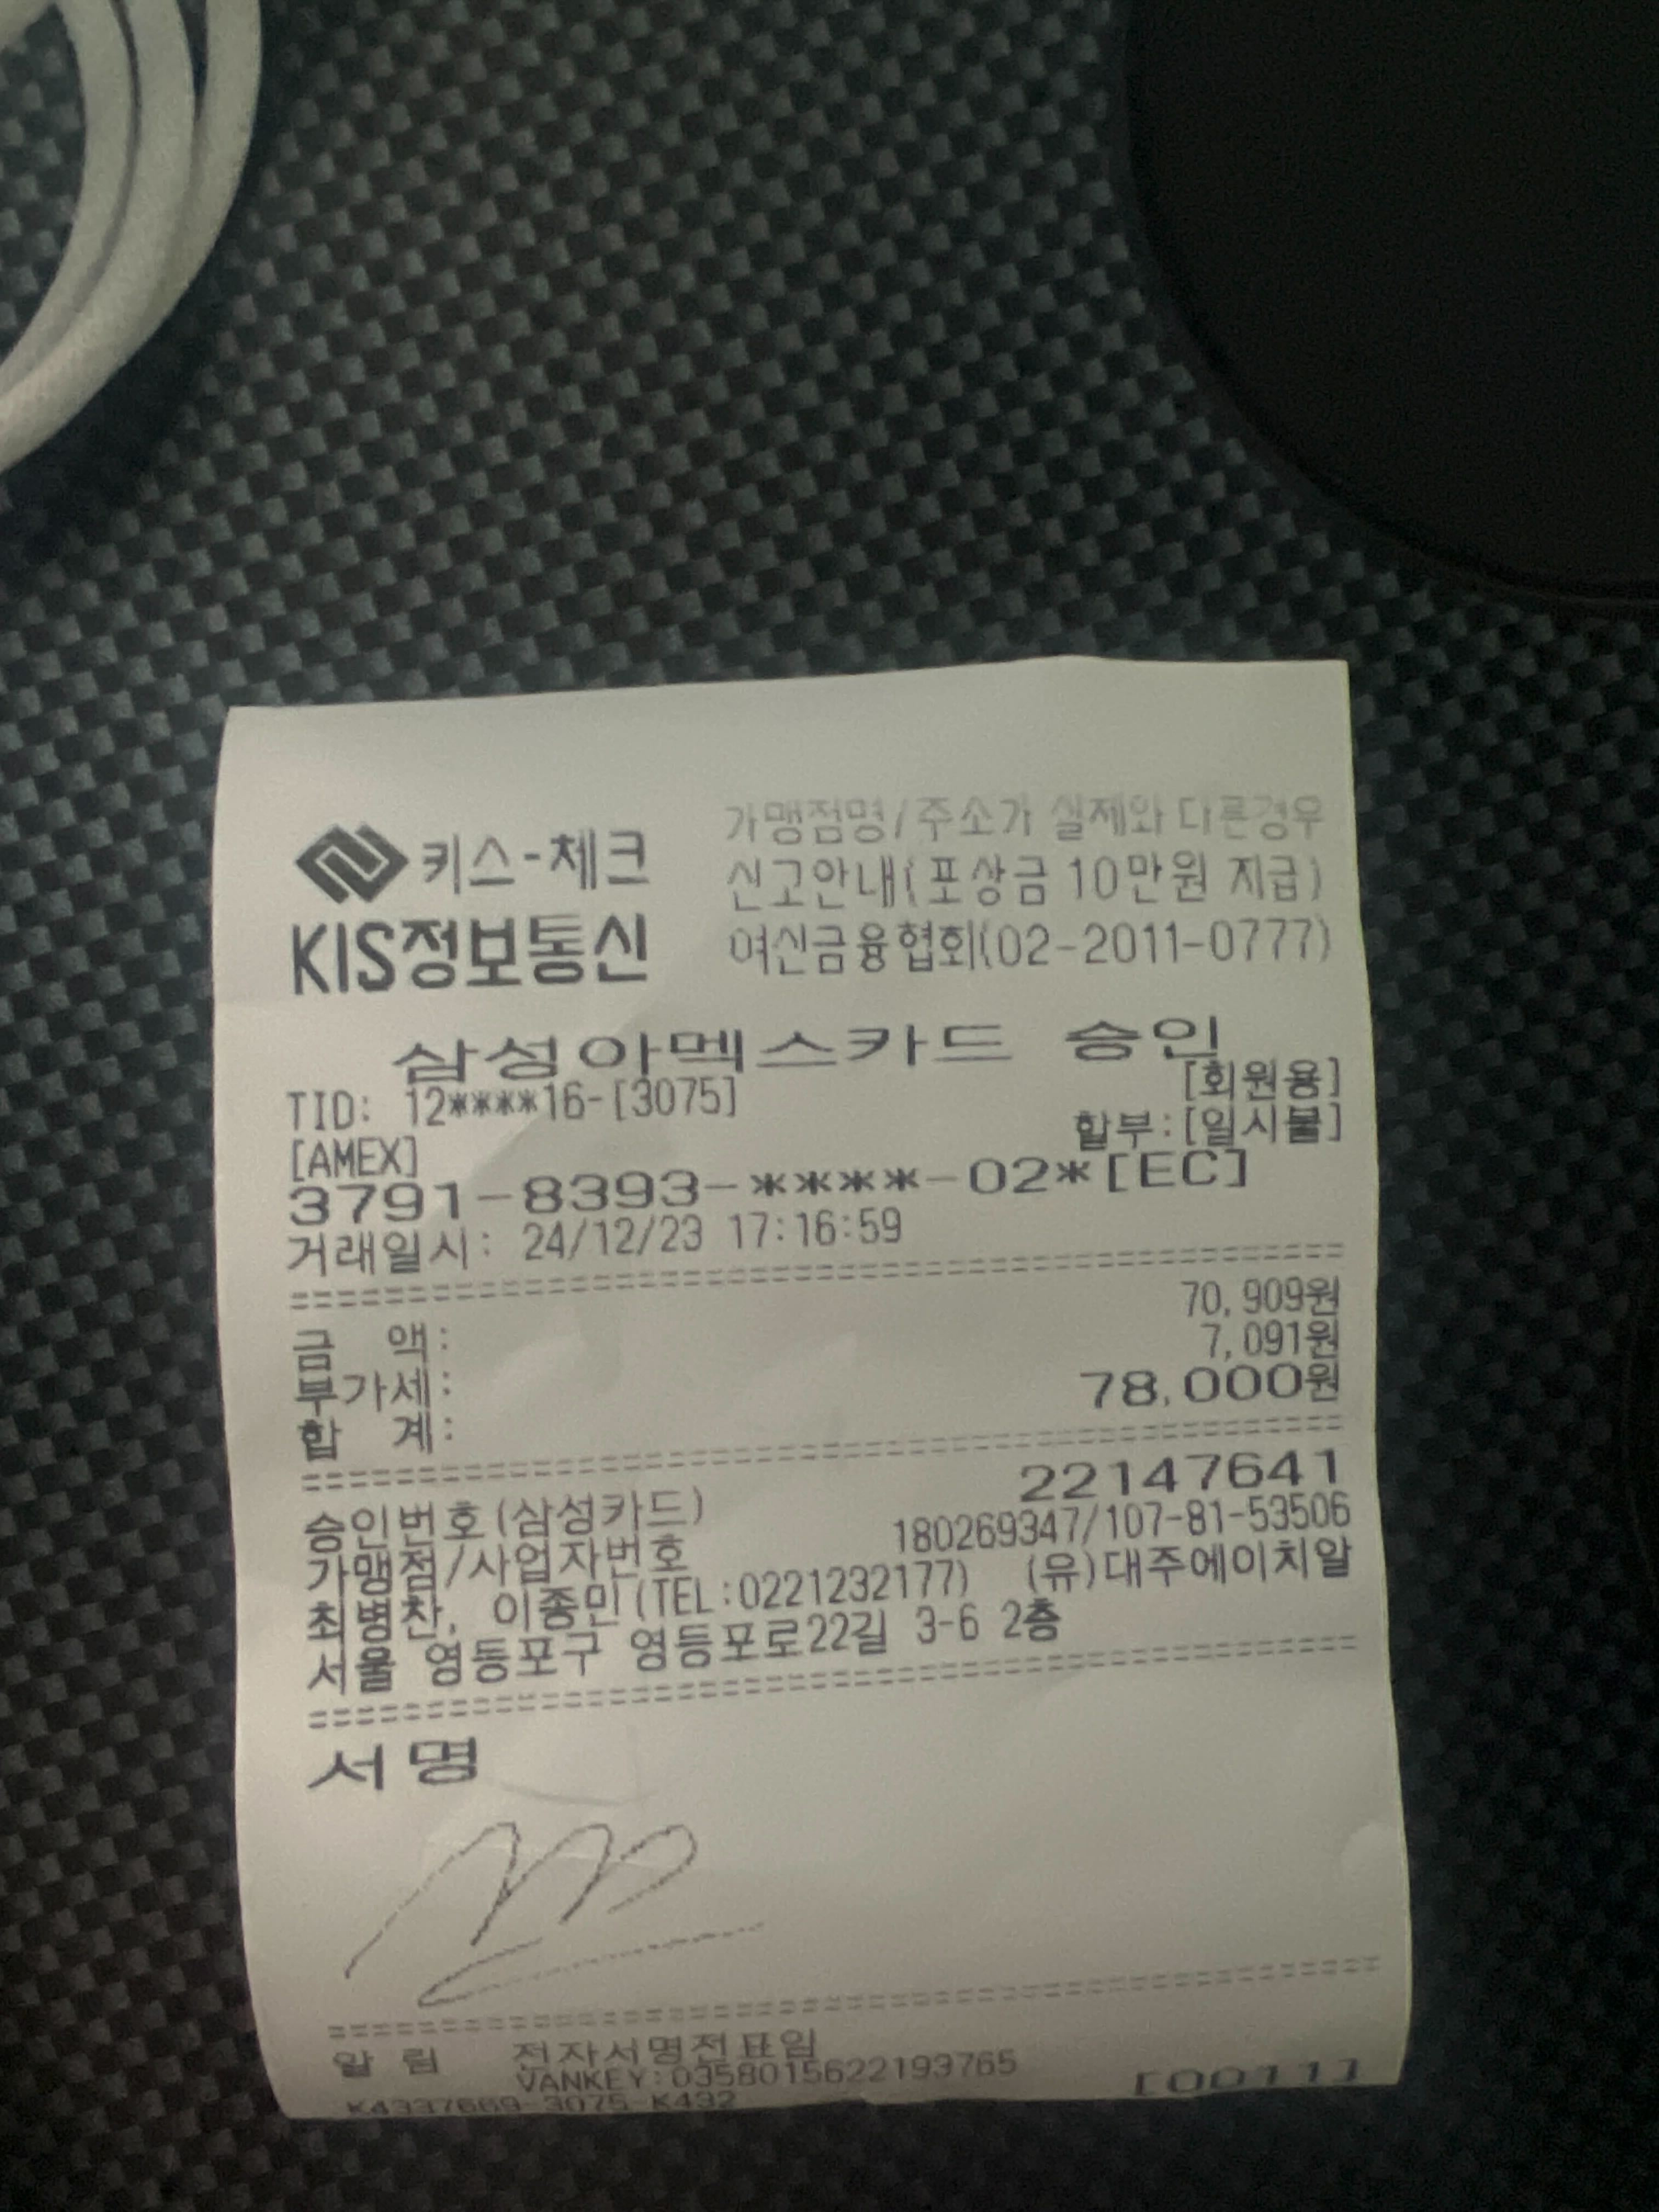 키스-체크
KIS정보통신
가맹점명/주소가 실제와 다른경우
신고안내(포상금 10만원 지급)
여신금융협회(02-2011-0777)
삼성아멕스카드 승인
TID: 12****16-[3075] [회원용]
[AMEX] 할부:[일시불]
3791-8393-****-02*[EC]
거래일시: 24/12/23 17:16:59
금 액: 70,909원
부가세: 7,091원
합 계: 78,000원
승인번호(삼성카드) 22147641
가맹점/사업자번호 180269347/107-81-53506
최병찬, 이종민(TEL:0221232177) (유)대주에이치알
서울 영등포구 영등포로22길 3-6 2층
서명
알 림 전자서명전표임
VANKEY:0358015622193765
K4337669-3075-K432 [0011]